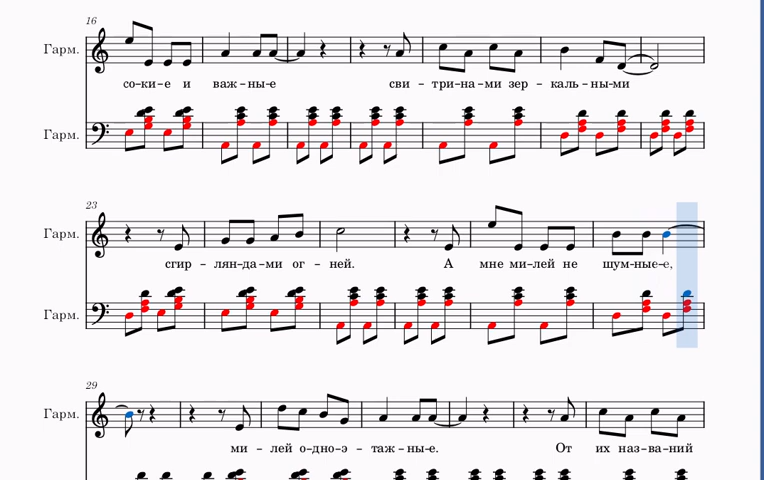 16
Гарм.
со-ки-е и важ-ны-е сви-три-на-ми зер-каль-ны-ми
Гарм.
23
Гарм.
сгир-лян-да-ми ог-ней. А мне ми-лей не шум-ны-е,
Гарм.
29
Гарм.
ми-лей о-дно-э-таж-ны-е. От их наз-ва-ний